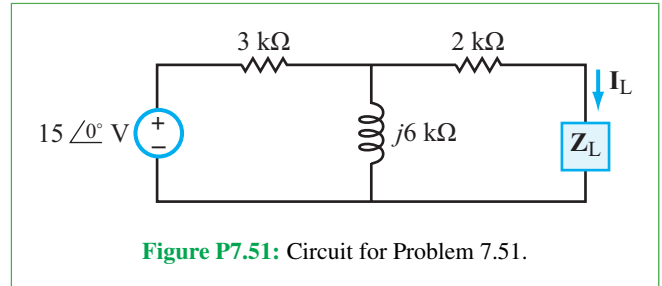 3 kΩ
2 kΩ
I_L
15 ∠0° V
+
−
j6 kΩ
Z_L
Figure P7.51: Circuit for Problem 7.51.